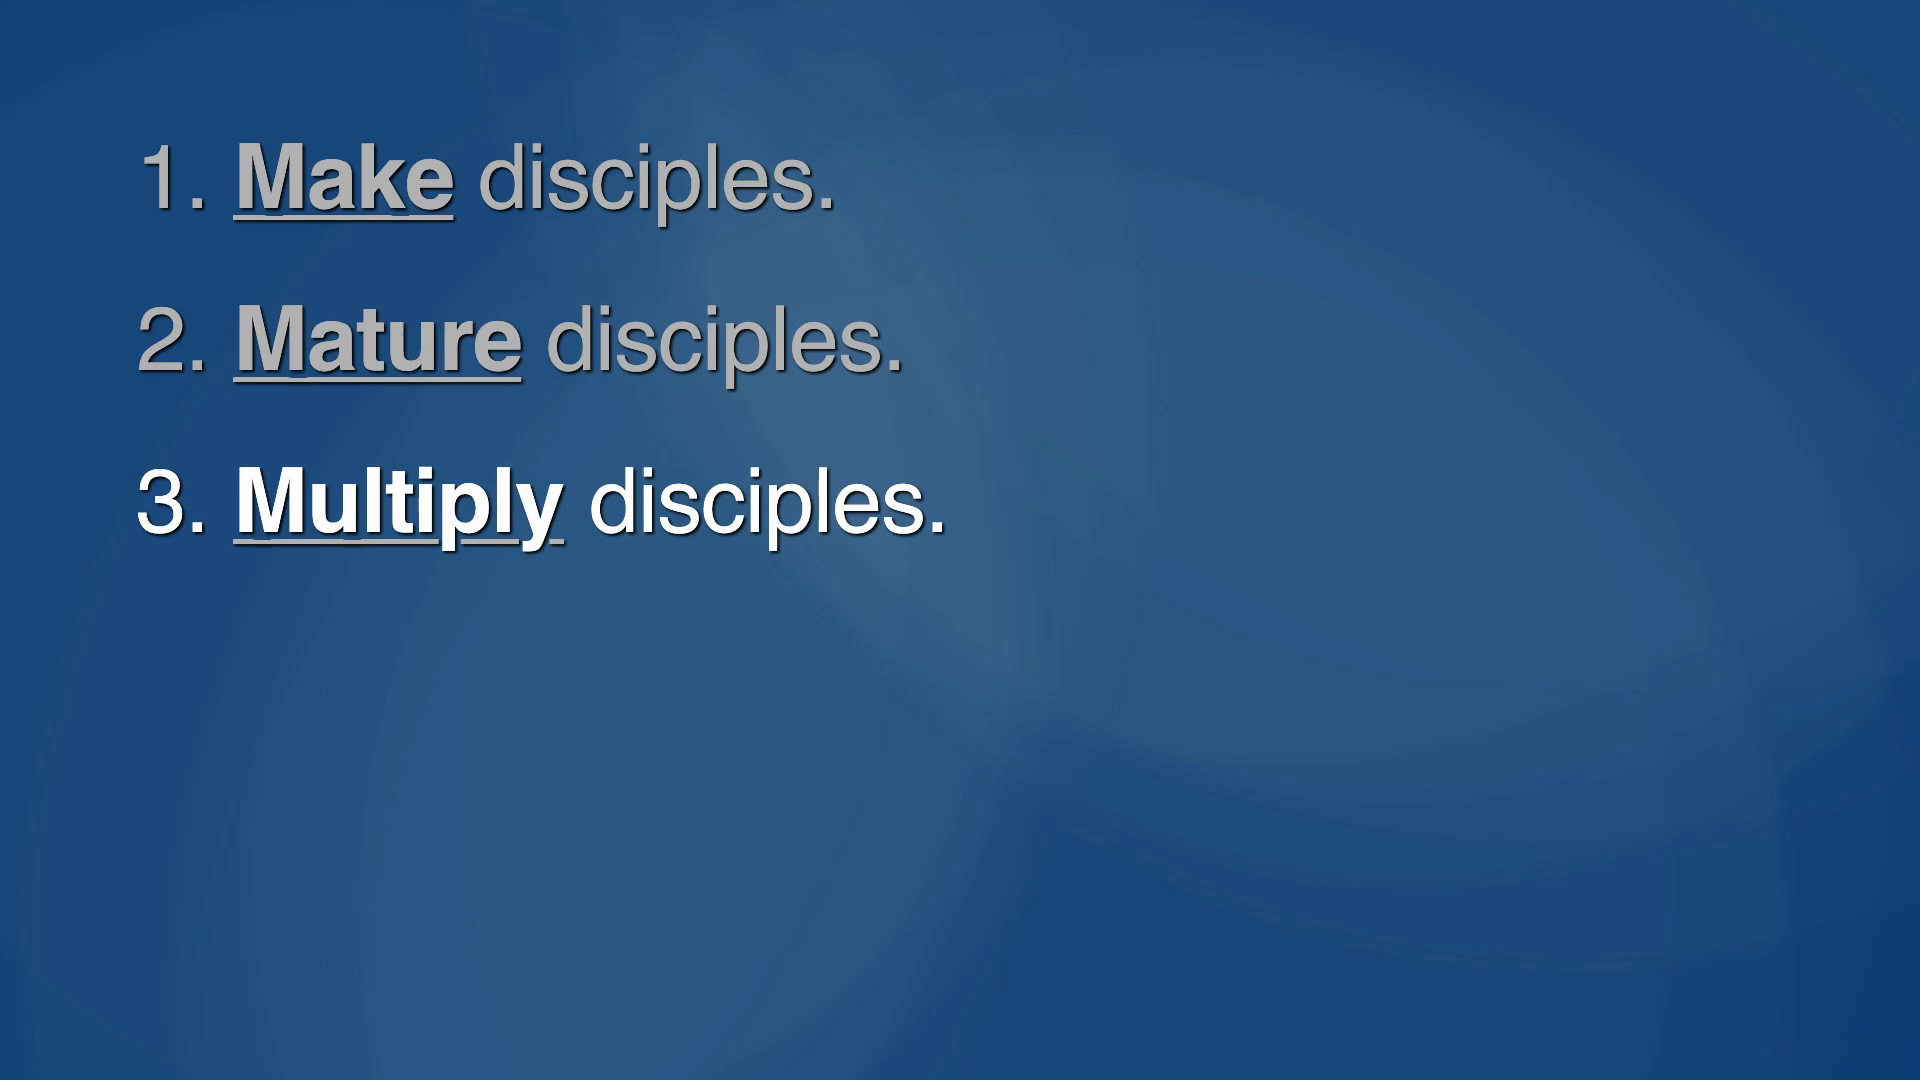 1. Make disciples.
2. Mature disciples.
3. Multiply disciples.